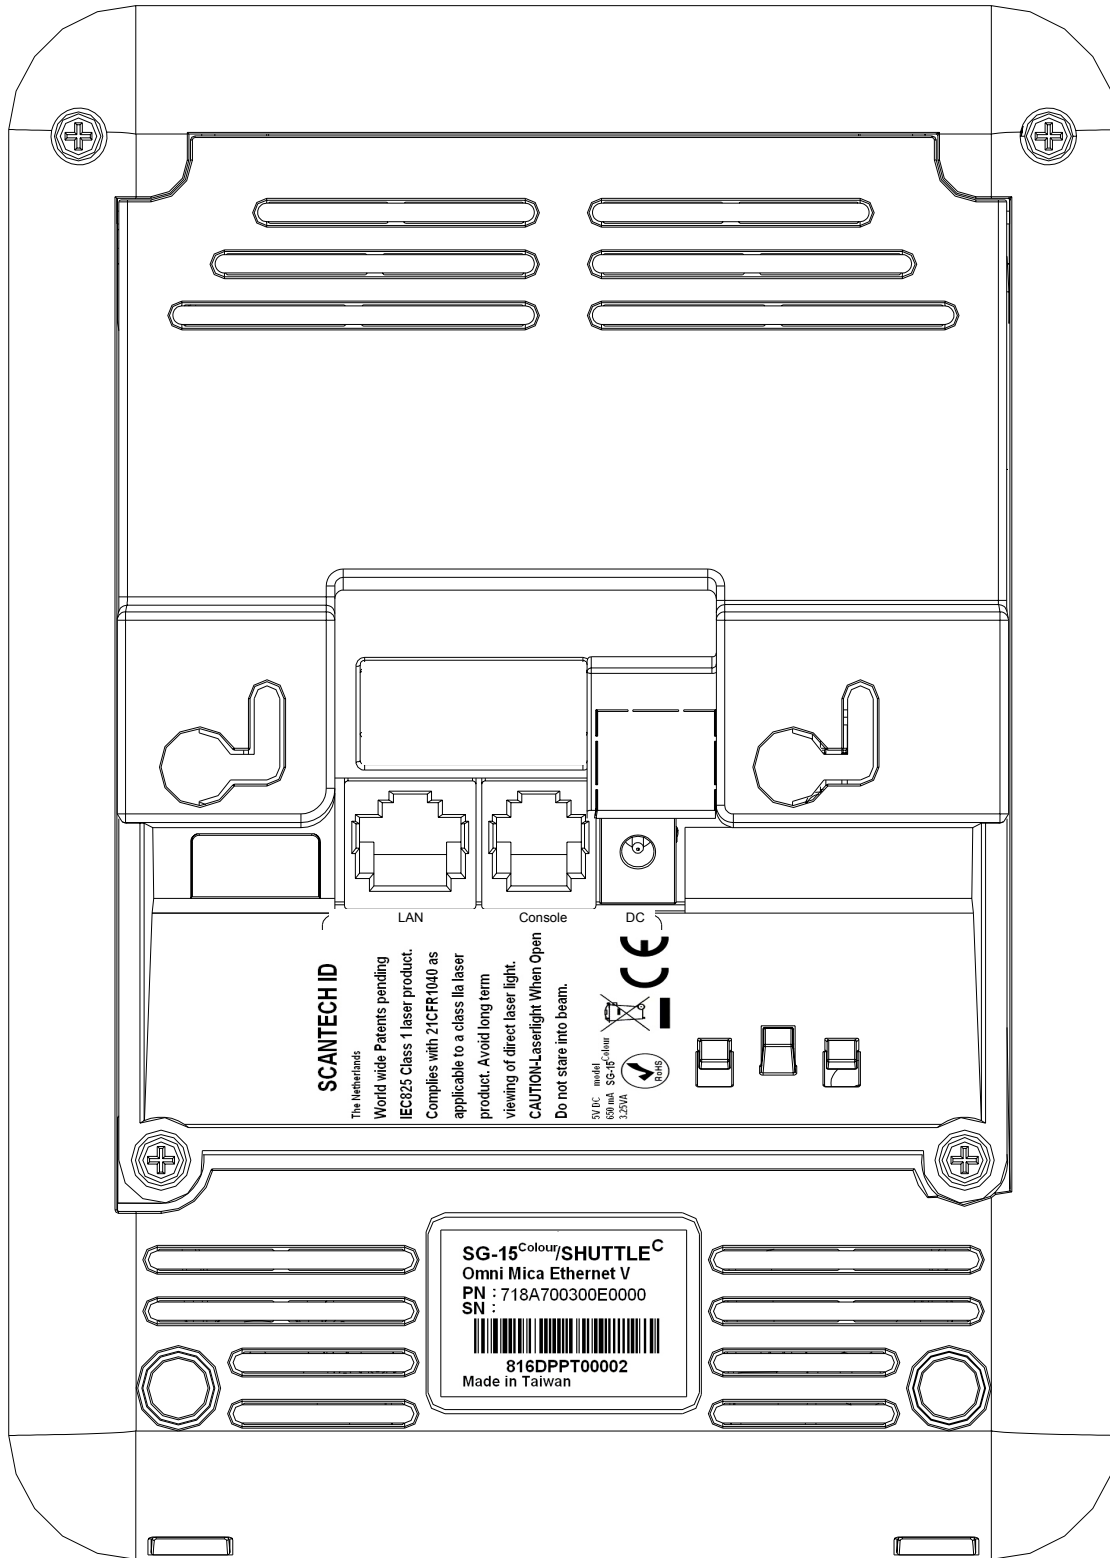 LAN
Console
DC
SCANTECH ID
The Netherlands
World wide Patents pending
IEC825 Class 1 laser product.
Complies with 21CFR1040 as
applicable to a class IIa laser
product. Avoid long term
viewing of direct laser light.
CAUTION-Laserlight When Open
Do not stare into beam.
5V DC model
650 mA SG-15Colour
3.25VA
CE
RoHS
SG-15Colour/SHUTTLEC
Omni Mica Ethernet V
PN : 718A700300E0000
SN :
816DPPT00002
Made in Taiwan